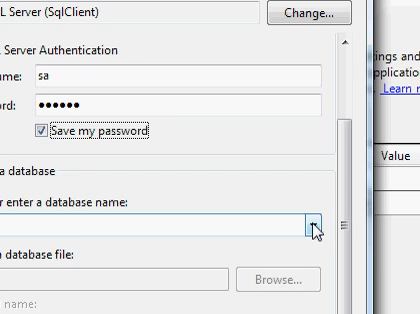 L Server (SqlClient)
Change...
Server Authentication
ings and
me:
sa
pplicatio
ord:
Learn
Save my password
Value
a database
r enter a database name:
database file:
Browse...
name: